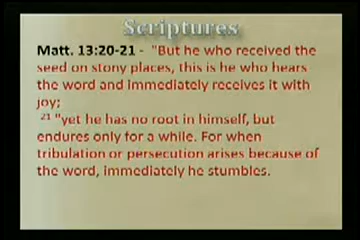 Scriptures
Matt. 13:20-21 - "But he who received the
seed on stony places, this is he who hears
the word and immediately receives it with
joy;
21 "yet he has no root in himself, but
endures only for a while. For when
tribulation or persecution arises because of
the word, immediately he stumbles.